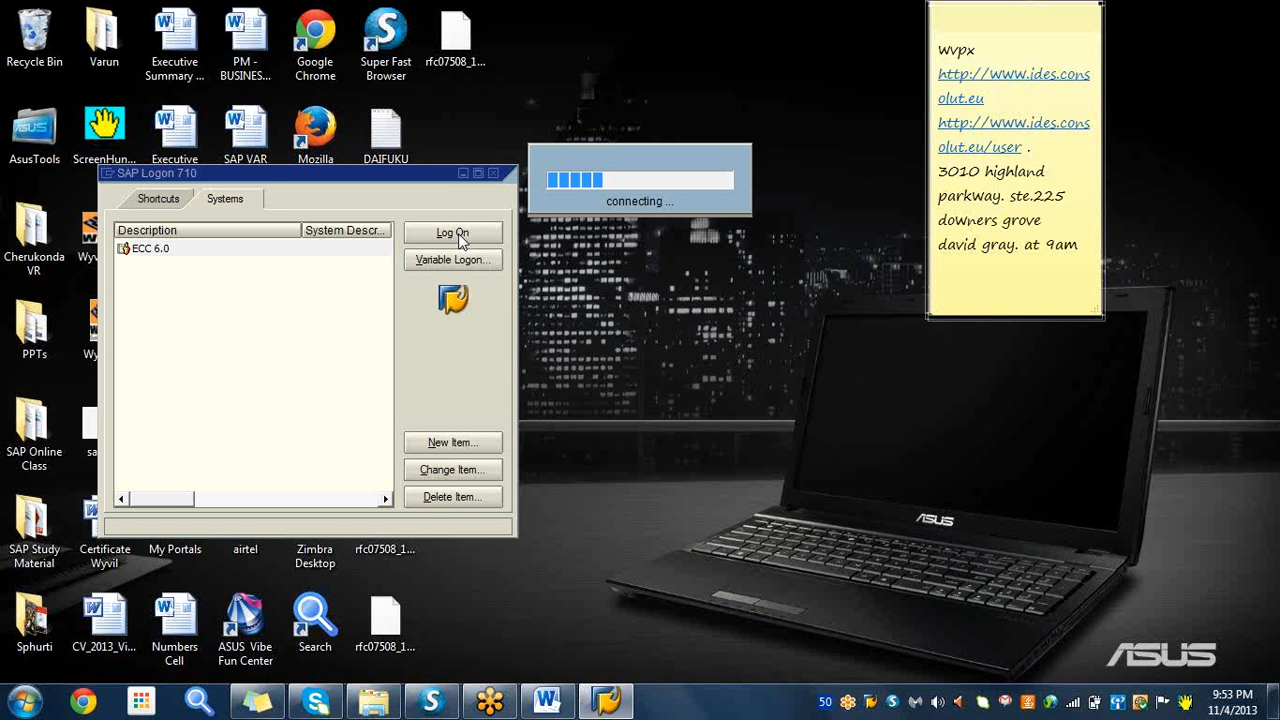 Recycle Bin
Varun
Executive
Summary ...
PM -
BUSINES...
Google
Chrome
Super Fast
Browser
rfc07508_1...
AsusTools
ScreenHun...
Executive
SAP VAR
Mozilla
DAIFUKU
Cherukonda
VR
Wyv
PPTs
Wy
SAP Online
Class
sa
SAP Study
Material
Certificate
Wyvil
My Portals
airtel
Zimbra
Desktop
rfc07508_1...
Sphurti
CV_2013_Vi...
Numbers
Cell
ASUS Vibe
Fun Center
Search
rfc07508_1...
SAP Logon 710
Shortcuts
Systems
Description
System Descr...
ECC 6.0
Log On
Variable Logon...
New Item...
Change Item...
Delete Item...
connecting ...
Wvpx
http://www.ides.cons
olut.eu
http://www.ides.cons
olut.eu/user .
3010 highland
parkway. ste.225
downers grove
david gray. at 9am
ASUS
ASUS
50
9:53 PM
11/4/2013